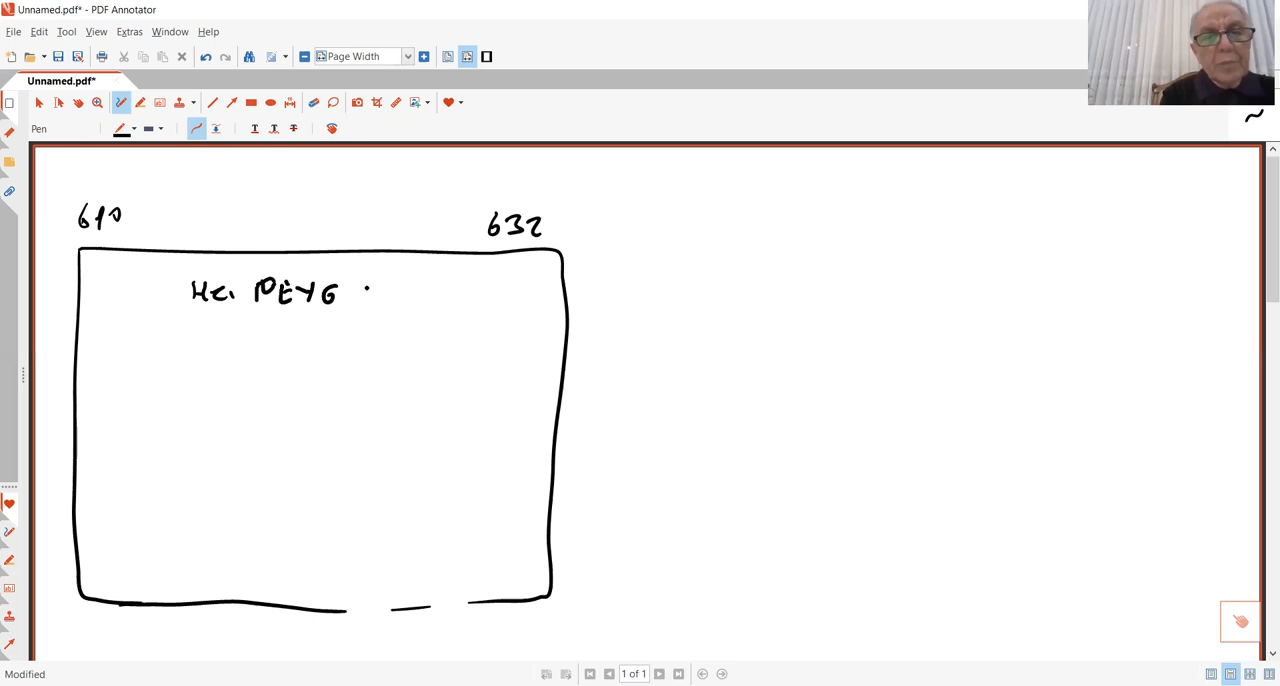 Unnamed.pdf* - PDF Annotator
File Edit Tool View Extras Window Help
Page Width
Unnamed.pdf*
Pen
610 632
Hz. PEYG
1 of 1
Modified